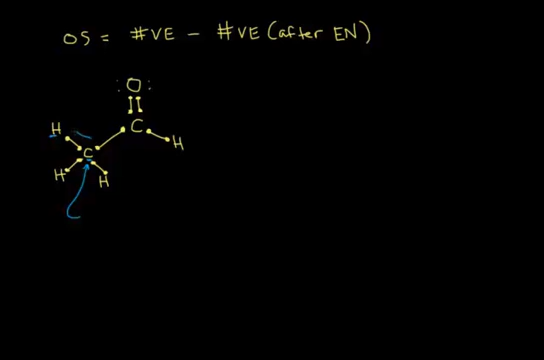 OS = #VE - #VE (after EN)
:O:
H C
C H
H H